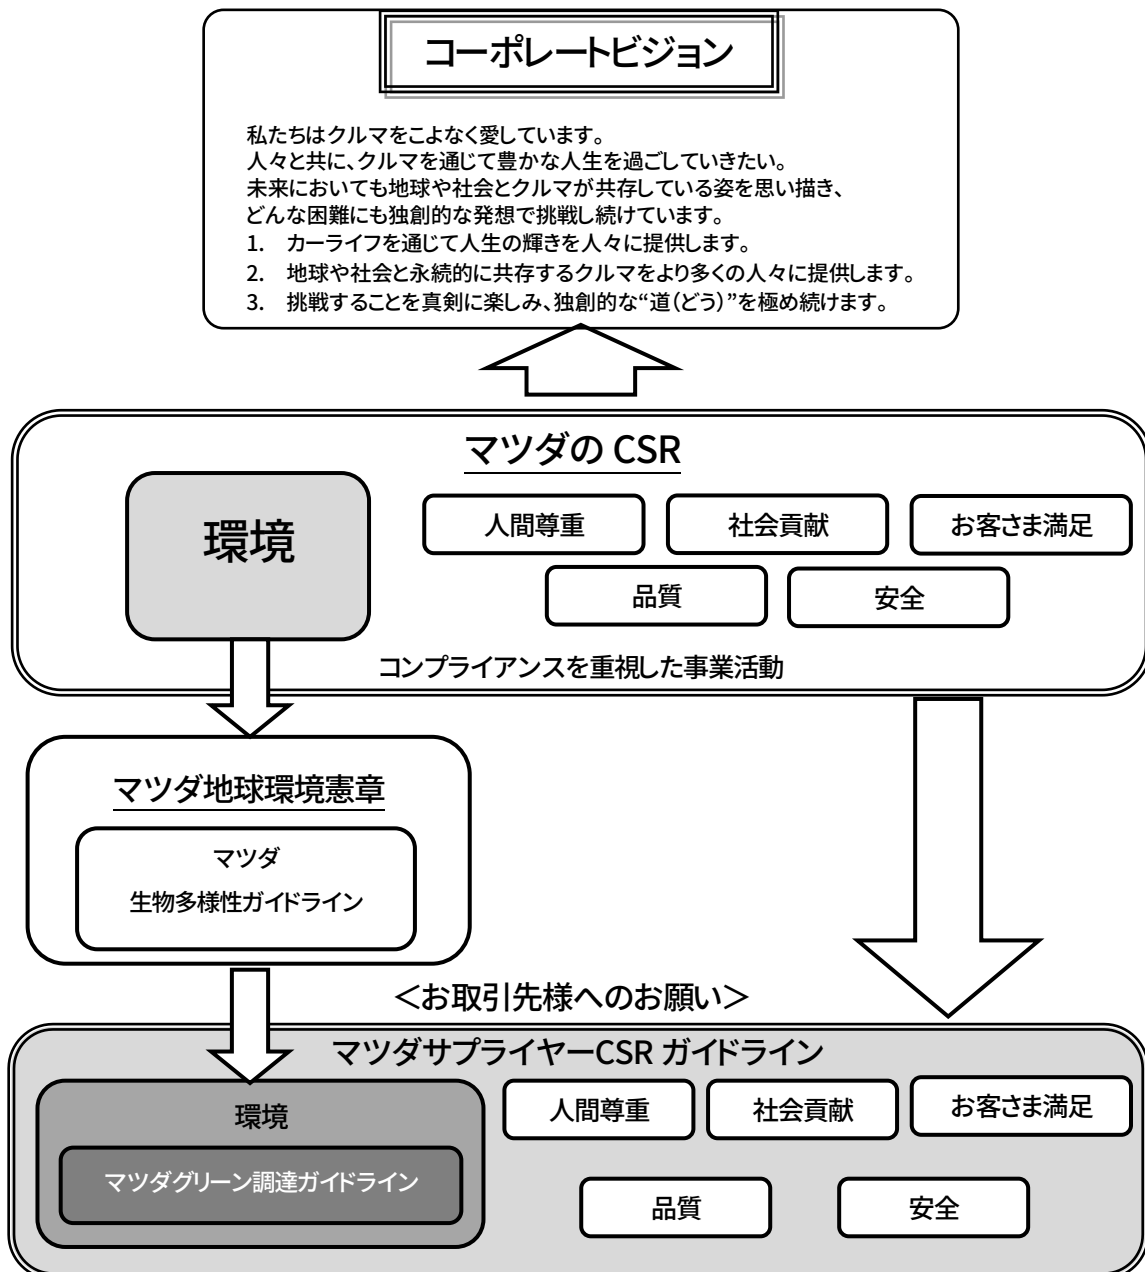 コーポレートビジョン
私たちはクルマをこよなく愛しています。
人々と共に、クルマを通じて豊かな人生を過ごしていきたい。
未来においても地球や社会とクルマが共存している姿を思い描き、
どんな困難にも独創的な発想で挑戦し続けています。
1. カーライフを通じて人生の輝きを人々に提供します。
2. 地球や社会と永続的に共存するクルマをより多くの人々に提供します。
3. 挑戦することを真剣に楽しみ、独創的な“道（どう）”を極め続けます。
マツダの CSR
環境
人間尊重
社会貢献
お客さま満足
品質
安全
コンプライアンスを重視した事業活動
マツダ地球環境憲章
マツダ
生物多様性ガイドライン
＜お取引先様へのお願い＞
マツダサプライヤーCSR ガイドライン
環境
マツダグリーン調達ガイドライン
人間尊重
社会貢献
お客さま満足
品質
安全